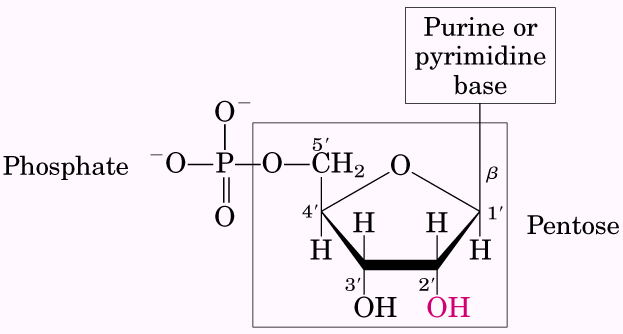 Purine or
pyrimidine
base
O⁻
5′
Phosphate ⁻O P O CH₂ O β
O 4′ H H 1′ Pentose
H H
3′ 2′
OH OH